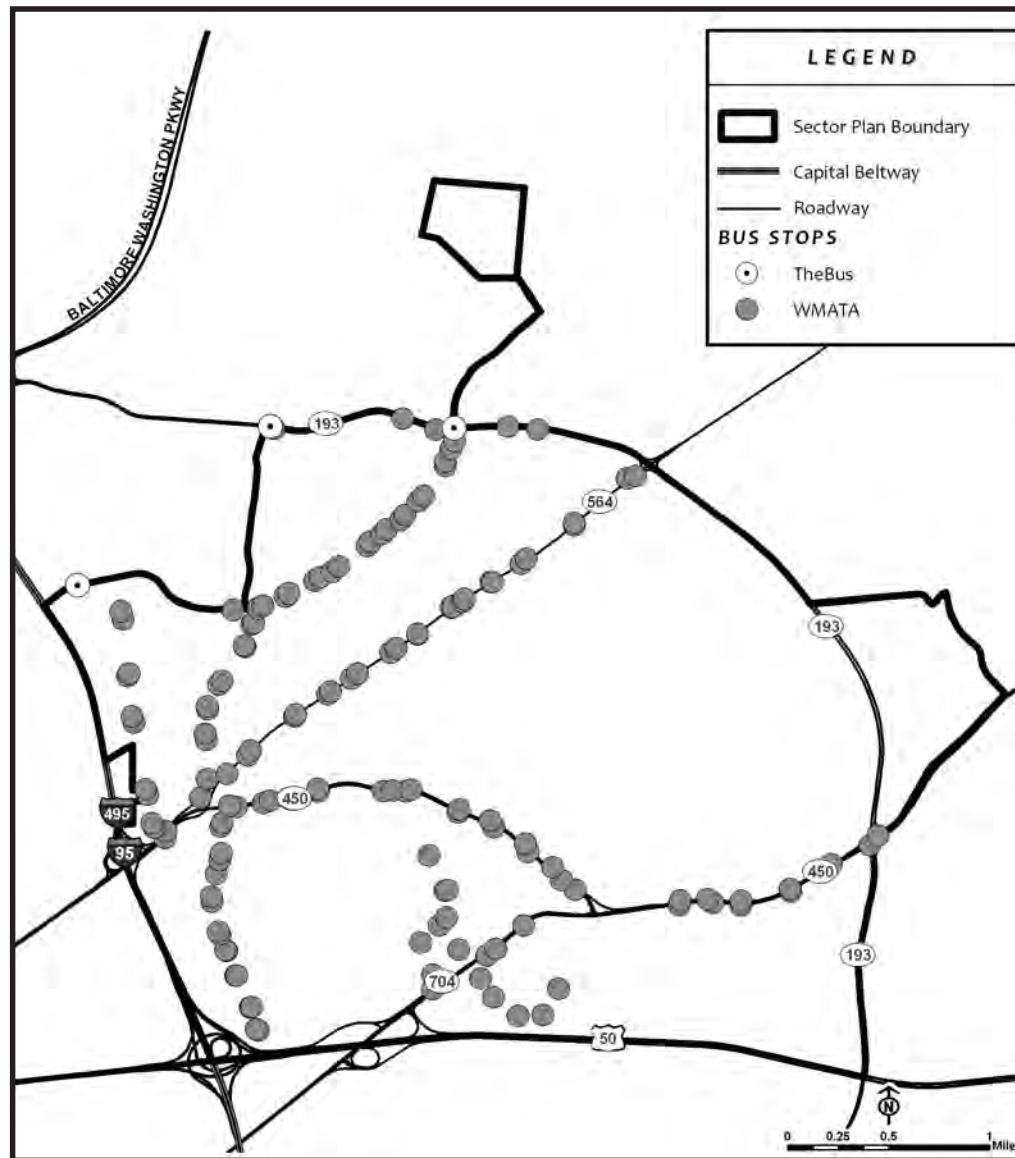 LEGEND
Sector Plan Boundary
Capital Beltway
Roadway
BUS STOPS
TheBus
WMATA
BALTIMORE WASHINGTON PKWY
193
564
193
495
95
450
450
704
193
50
N
0 0.25 0.5 1
Miles